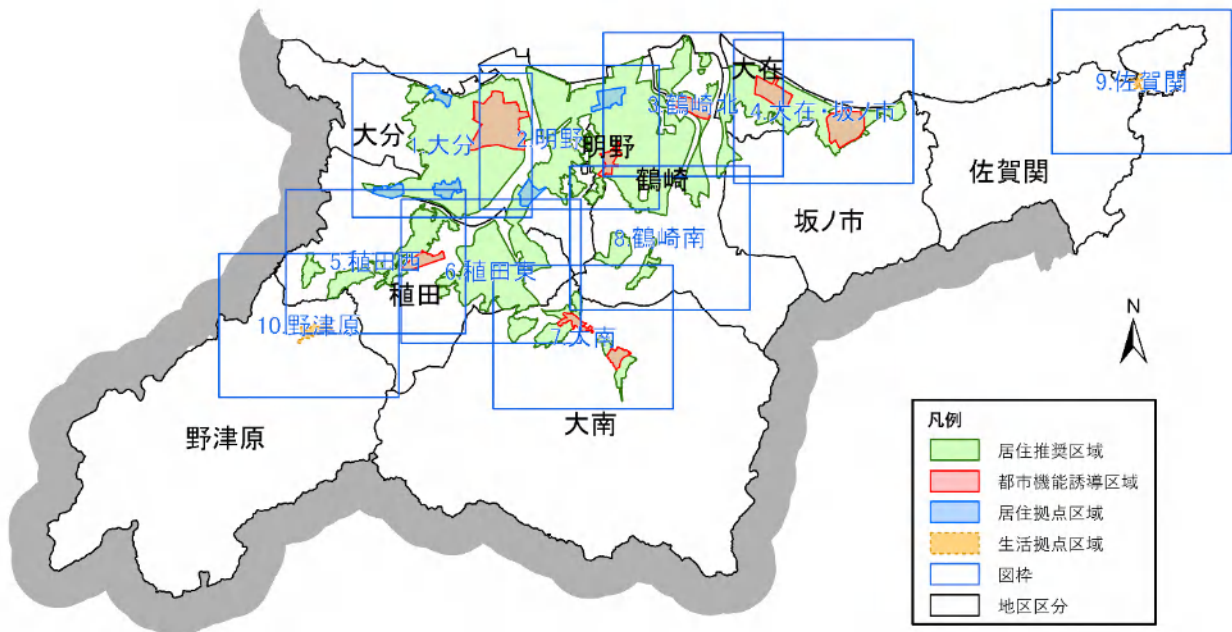 大在
9.佐賀関
3.鶴崎北
4.大在・坂ノ市
大分
1.大分
2.明野
明野
鶴崎
佐賀関
坂ノ市
8.鶴崎南
5.稙田西
6.稙田東
稙田
10.野津原
7.大南
N
野津原
大南
凡例
居住推奨区域
都市機能誘導区域
居住拠点区域
生活拠点区域
図枠
地区区分